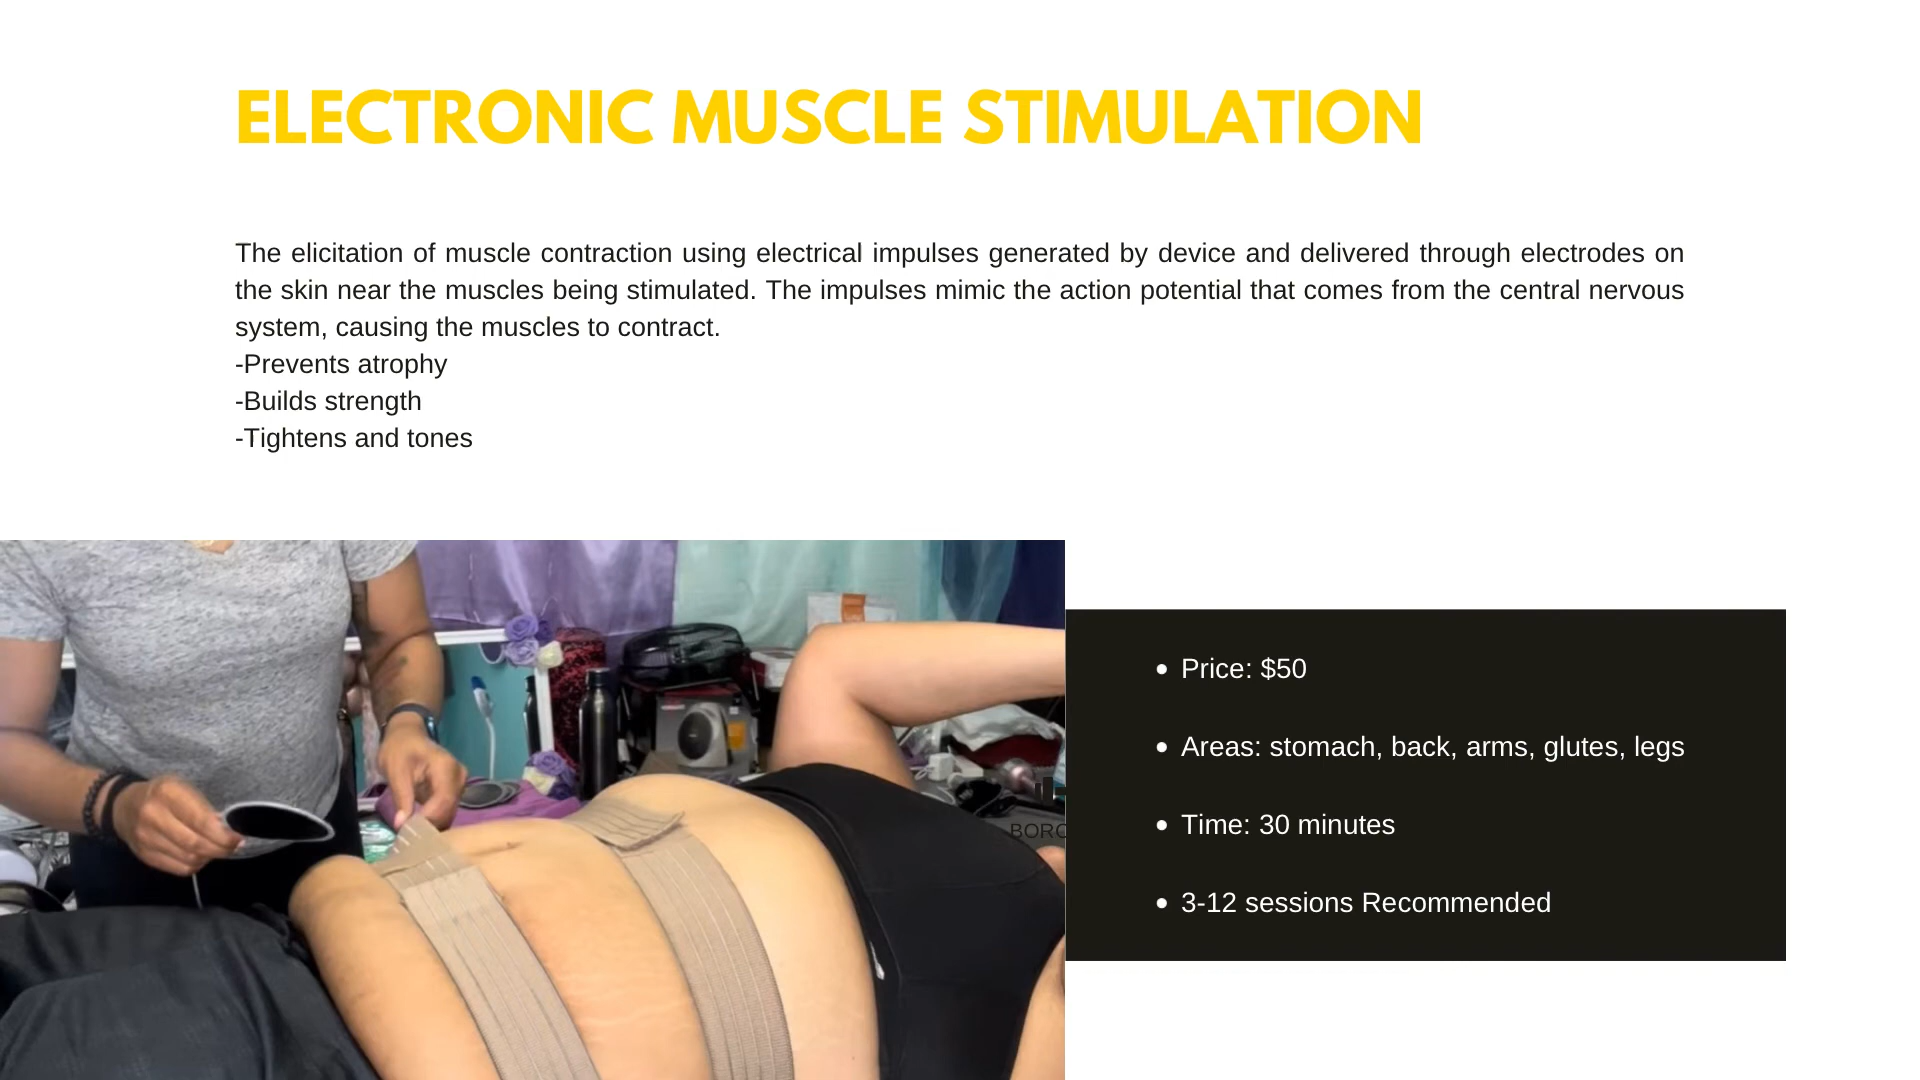 ELECTRONIC MUSCLE STIMULATION
The elicitation of muscle contraction using electrical impulses generated by device and delivered through electrodes on
the skin near the muscles being stimulated. The impulses mimic the action potential that comes from the central nervous
system, causing the muscles to contract.
-Prevents atrophy
-Builds strength
-Tightens and tones
BORC
• Price: $50
• Areas: stomach, back, arms, glutes, legs
• Time: 30 minutes
• 3-12 sessions Recommended